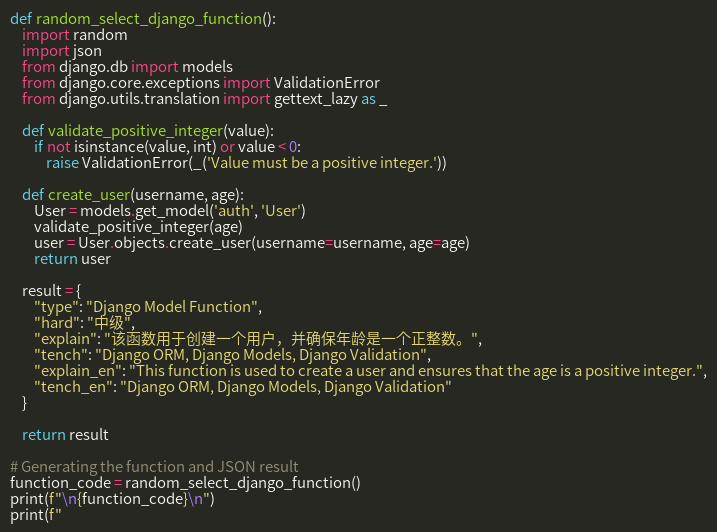 def random_select_django_function():
    import random
    import json
    from django.db import models
    from django.core.exceptions import ValidationError
    from django.utils.translation import gettext_lazy as _

    def validate_positive_integer(value):
        if not isinstance(value, int) or value < 0:
            raise ValidationError(_('Value must be a positive integer.'))

    def create_user(username, age):
        User = models.get_model('auth', 'User')
        validate_positive_integer(age)
        user = User.objects.create_user(username=username, age=age)
        return user

    result = {
        "type": "Django Model Function",
        "hard": "中级",
        "explain": "该函数用于创建一个用户，并确保年龄是一个正整数。",
        "tench": "Django ORM, Django Models, Django Validation",
        "explain_en": "This function is used to create a user and ensures that the age is a positive integer.",
        "tench_en": "Django ORM, Django Models, Django Validation"
    }

    return result

# Generating the function and JSON result
function_code = random_select_django_function()
print(f"\n{function_code}\n")
print(f"